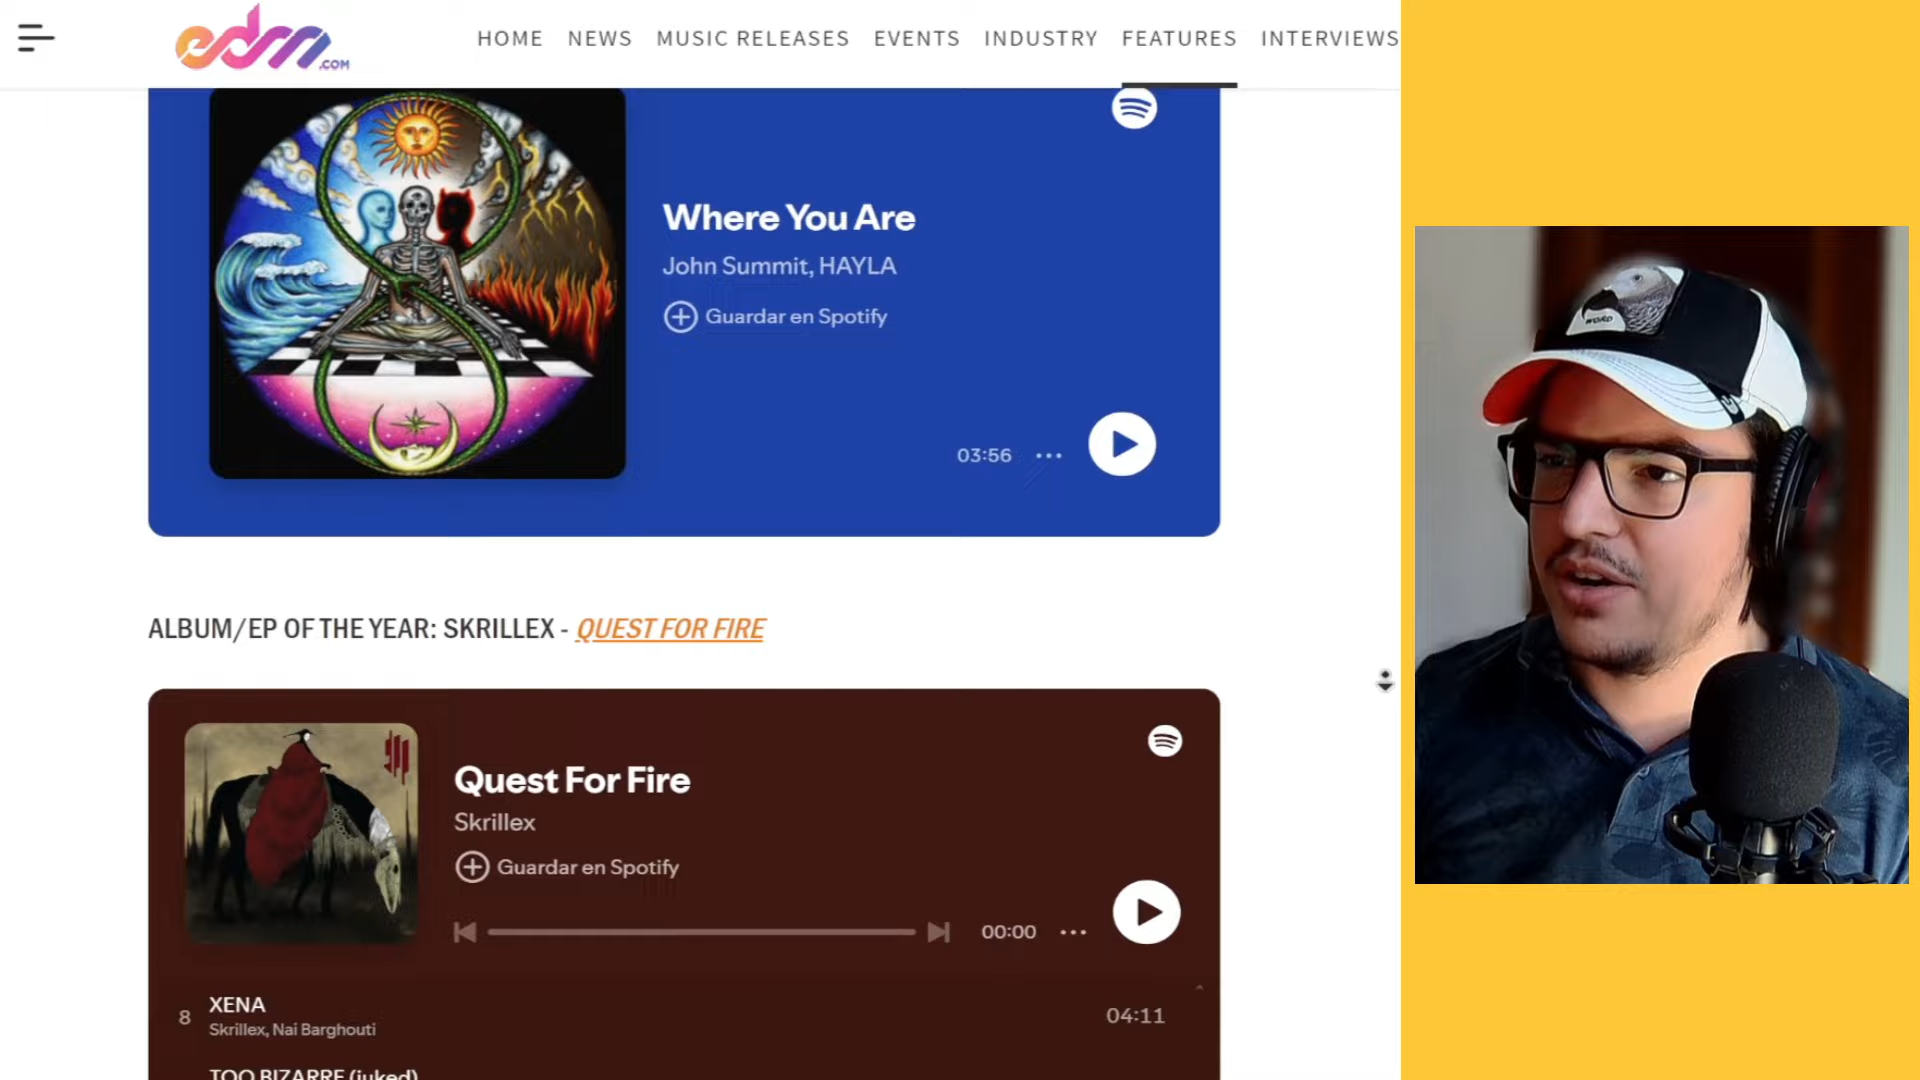 edm.COM
HOME NEWS MUSIC RELEASES EVENTS INDUSTRY FEATURES INTERVIEWS
Where You Are
John Summit, HAYLA
Guardar en Spotify
03:56
ALBUM/EP OF THE YEAR: SKRILLEX - QUEST FOR FIRE
Quest For Fire
Skrillex
Guardar en Spotify
00:00
8
XENA
Skrillex, Nai Barghouti
04:11
TOO BIZARRE (juked)
WOAD